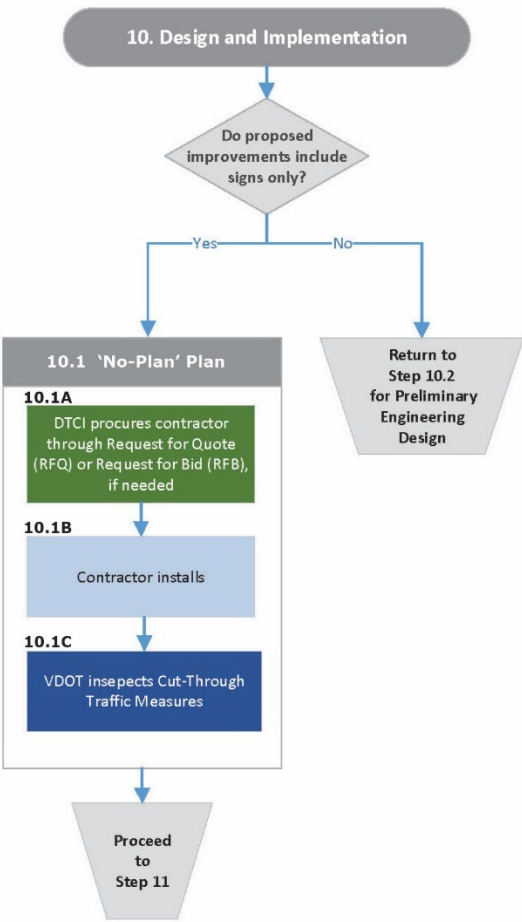 10. Design and Implementation
Do proposed
improvements include
signs only?
Yes
No
10.1 ‘No-Plan’ Plan
Return to
Step 10.2
for Preliminary
Engineering
Design
10.1A
DTCI procures contractor
through Request for Quote
(RFQ) or Request for Bid (RFB),
if needed
10.1B
Contractor installs
10.1C
VDOT insepects Cut-Through
Traffic Measures
Proceed
to
Step 11